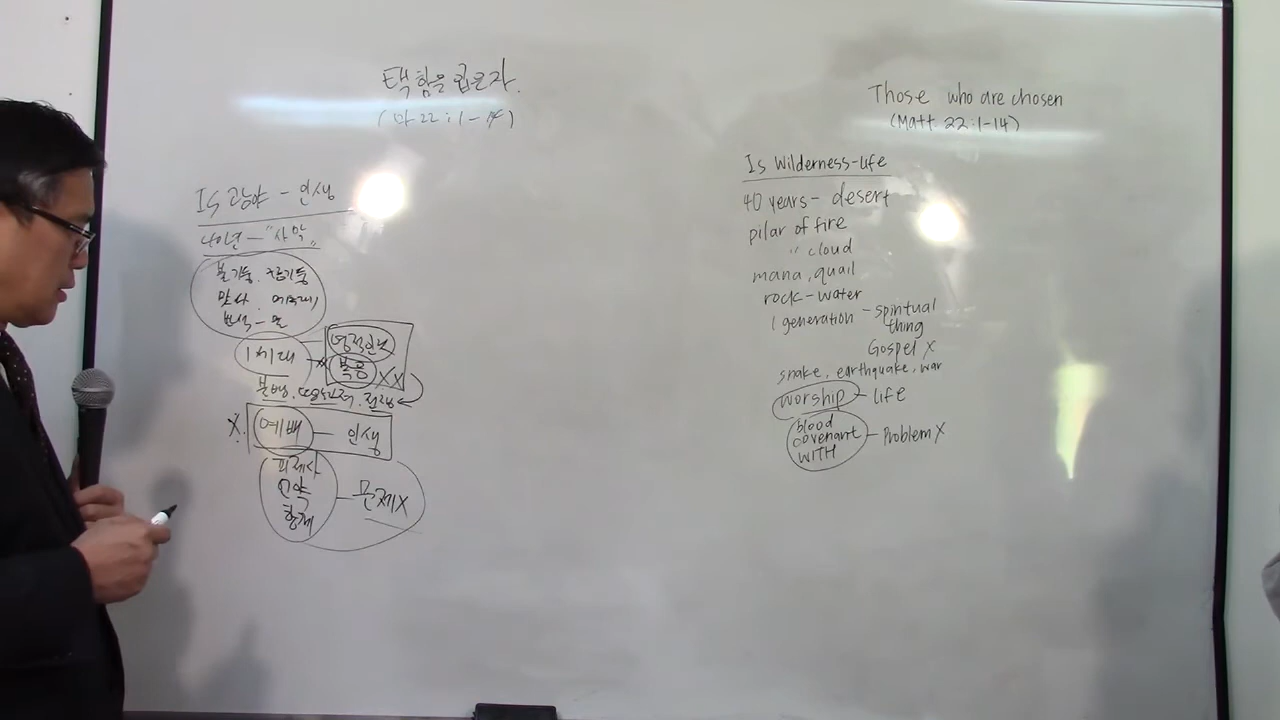 택함을 입은자.
(마 22:1-14)
Is 광야 - 인생
40년 - "사막"
불기둥. 구름기둥
만나. 메추라기
반석 - 물
1세대
영적인것
복음 XX
불뱀. 땅. 전쟁
X. 예배 - 인생
피제사
언약
함께
문제X
Those who are chosen
(Matt 22:1-14)
Is Wilderness-life
40 years - desert
pilar of fire
" cloud
mana, quail
rock - water
1 generation - spiritual
thing
Gospel X
snake, earthquake, war
worship - life
blood
covenant - Problem X
WITH